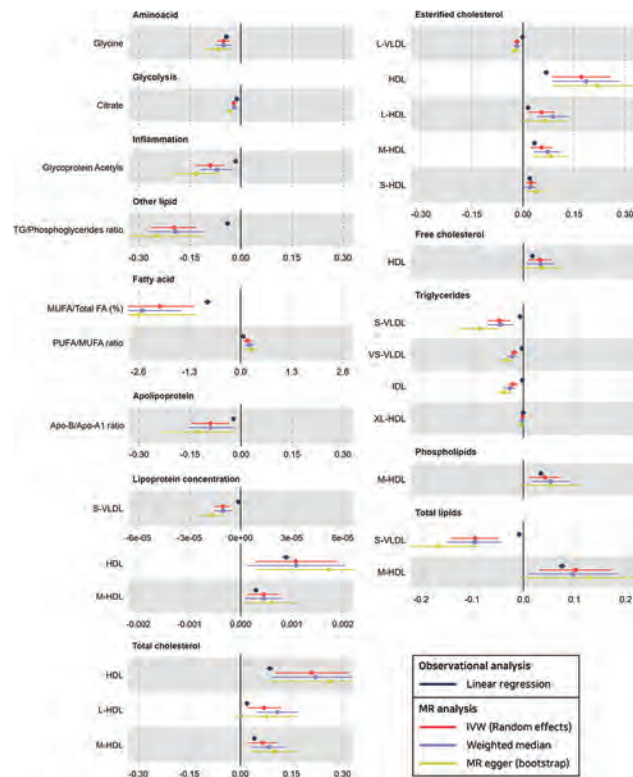 Aminoacid
Glycine
Glycolysis
Citrate
Inflammation
Glycoprotein Acetyls
Other lipid
TG/Phosphoglycerides ratio
-0.30 -0.15 0.00 0.15 0.30
Fatty acid
MUFA/Total FA (%)
PUFA/MUFA ratio
-2.6 -1.3 0.0 1.3 2.6
Apolipoprotein
Apo-B/Apo-A1 ratio
-0.30 -0.15 0.00 0.15 0.30
Lipoprotein concentration
S-VLDL
-6e-05 -3e-05 0e+00 3e-05 6e-05
HDL
M-HDL
-0.002 -0.001 0.000 0.001 0.002
Total cholesterol
HDL
L-HDL
M-HDL
-0.30 -0.15 0.00 0.15 0.30
Esterified cholesterol
L-VLDL
HDL
L-HDL
M-HDL
S-HDL
-0.30 -0.15 0.00 0.15 0.30
Free cholesterol
HDL
Triglycerides
S-VLDL
VS-VLDL
IDL
XL-HDL
Phospholipids
M-HDL
Total lipids
S-VLDL
M-HDL
-0.2 -0.1 0.0 0.1 0.2
Observational analysis
Linear regression
MR analysis
IVW (Random effects)
Weighted median
MR egger (bootstrap)